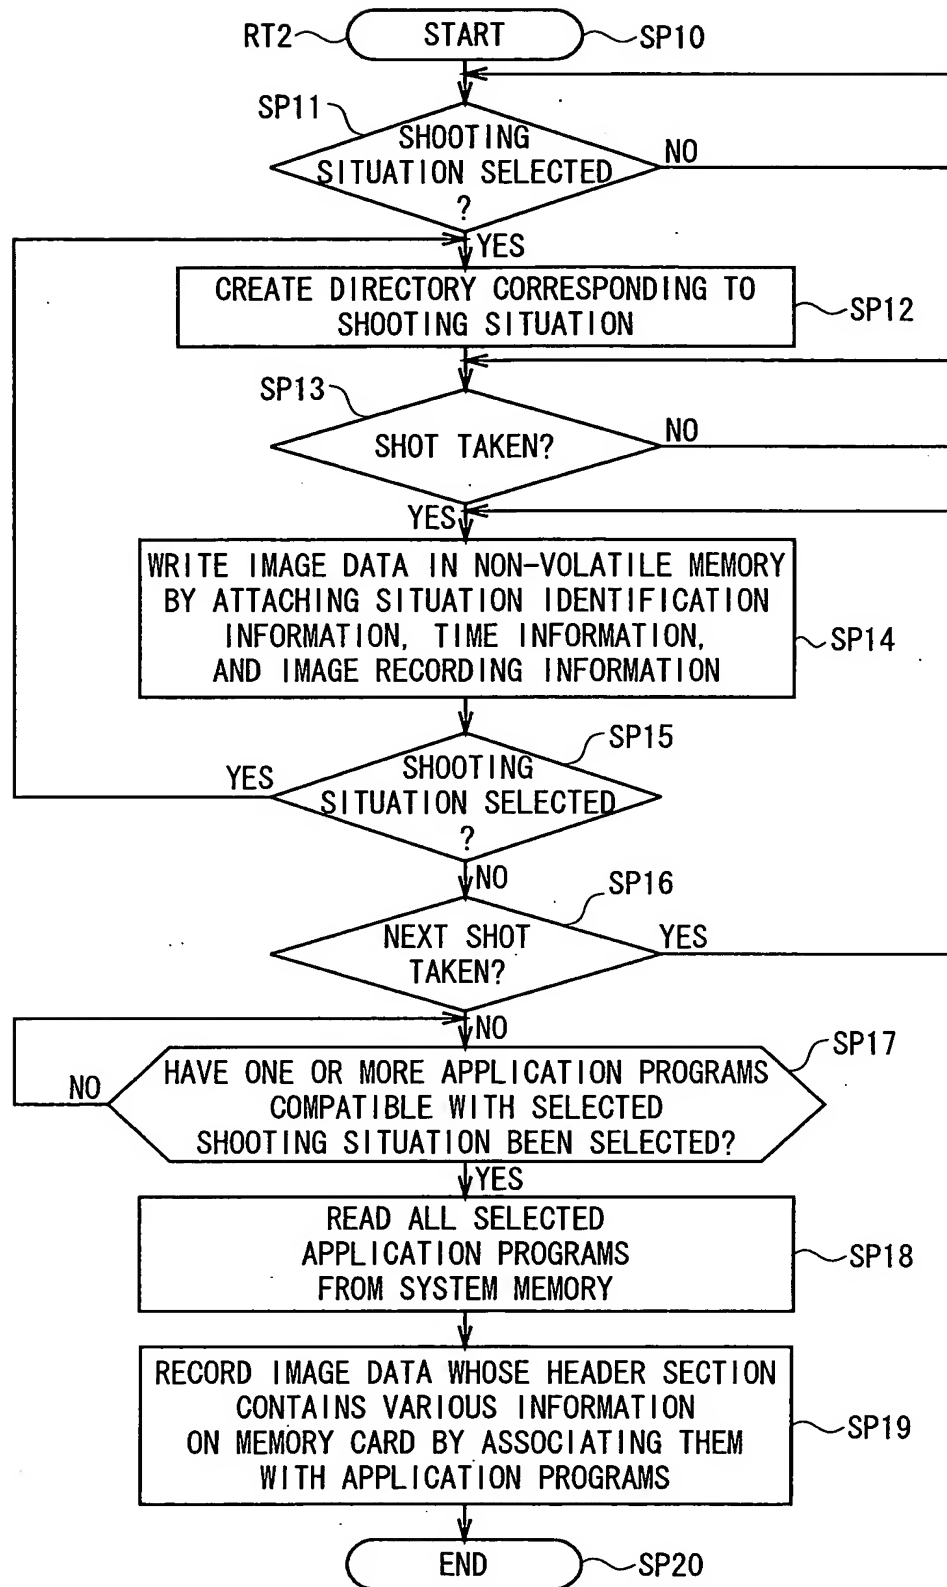 RT2
START
SP10
SP11
SHOOTING
SITUATION SELECTED
?
NO
YES
CREATE DIRECTORY CORRESPONDING TO
SHOOTING SITUATION
SP12
SP13
SHOT TAKEN?
NO
YES
WRITE IMAGE DATA IN NON-VOLATILE MEMORY
BY ATTACHING SITUATION IDENTIFICATION
INFORMATION, TIME INFORMATION,
AND IMAGE RECORDING INFORMATION
SP14
SP15
YES
SHOOTING
SITUATION SELECTED
?
NO
SP16
NEXT SHOT
TAKEN?
YES
NO
SP17
NO
HAVE ONE OR MORE APPLICATION PROGRAMS
COMPATIBLE WITH SELECTED
SHOOTING SITUATION BEEN SELECTED?
YES
READ ALL SELECTED
APPLICATION PROGRAMS
FROM SYSTEM MEMORY
SP18
RECORD IMAGE DATA WHOSE HEADER SECTION
CONTAINS VARIOUS INFORMATION
ON MEMORY CARD BY ASSOCIATING THEM
WITH APPLICATION PROGRAMS
SP19
END
SP20